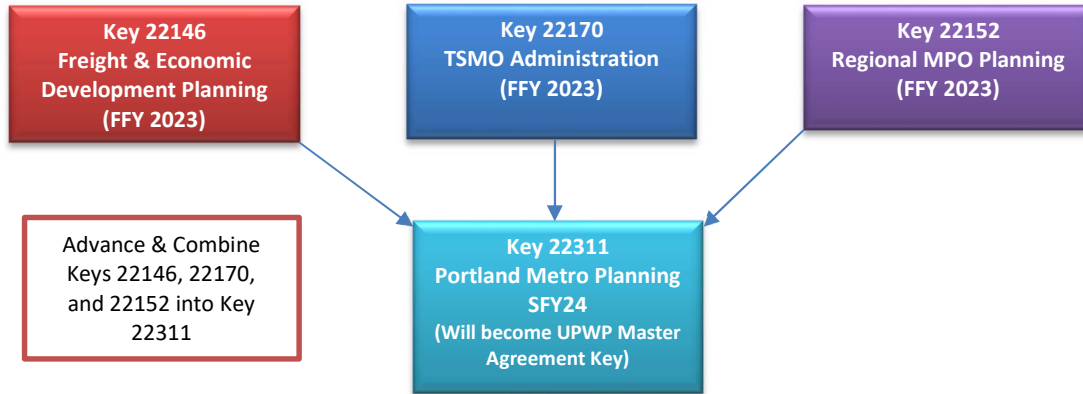 Key 22146
Freight & Economic
Development Planning
(FFY 2023)
Key 22170
TSMO Administration
(FFY 2023)
Key 22152
Regional MPO Planning
(FFY 2023)
Advance & Combine
Keys 22146, 22170,
and 22152 into Key
22311
Key 22311
Portland Metro Planning
SFY24
(Will become UPWP Master
Agreement Key)